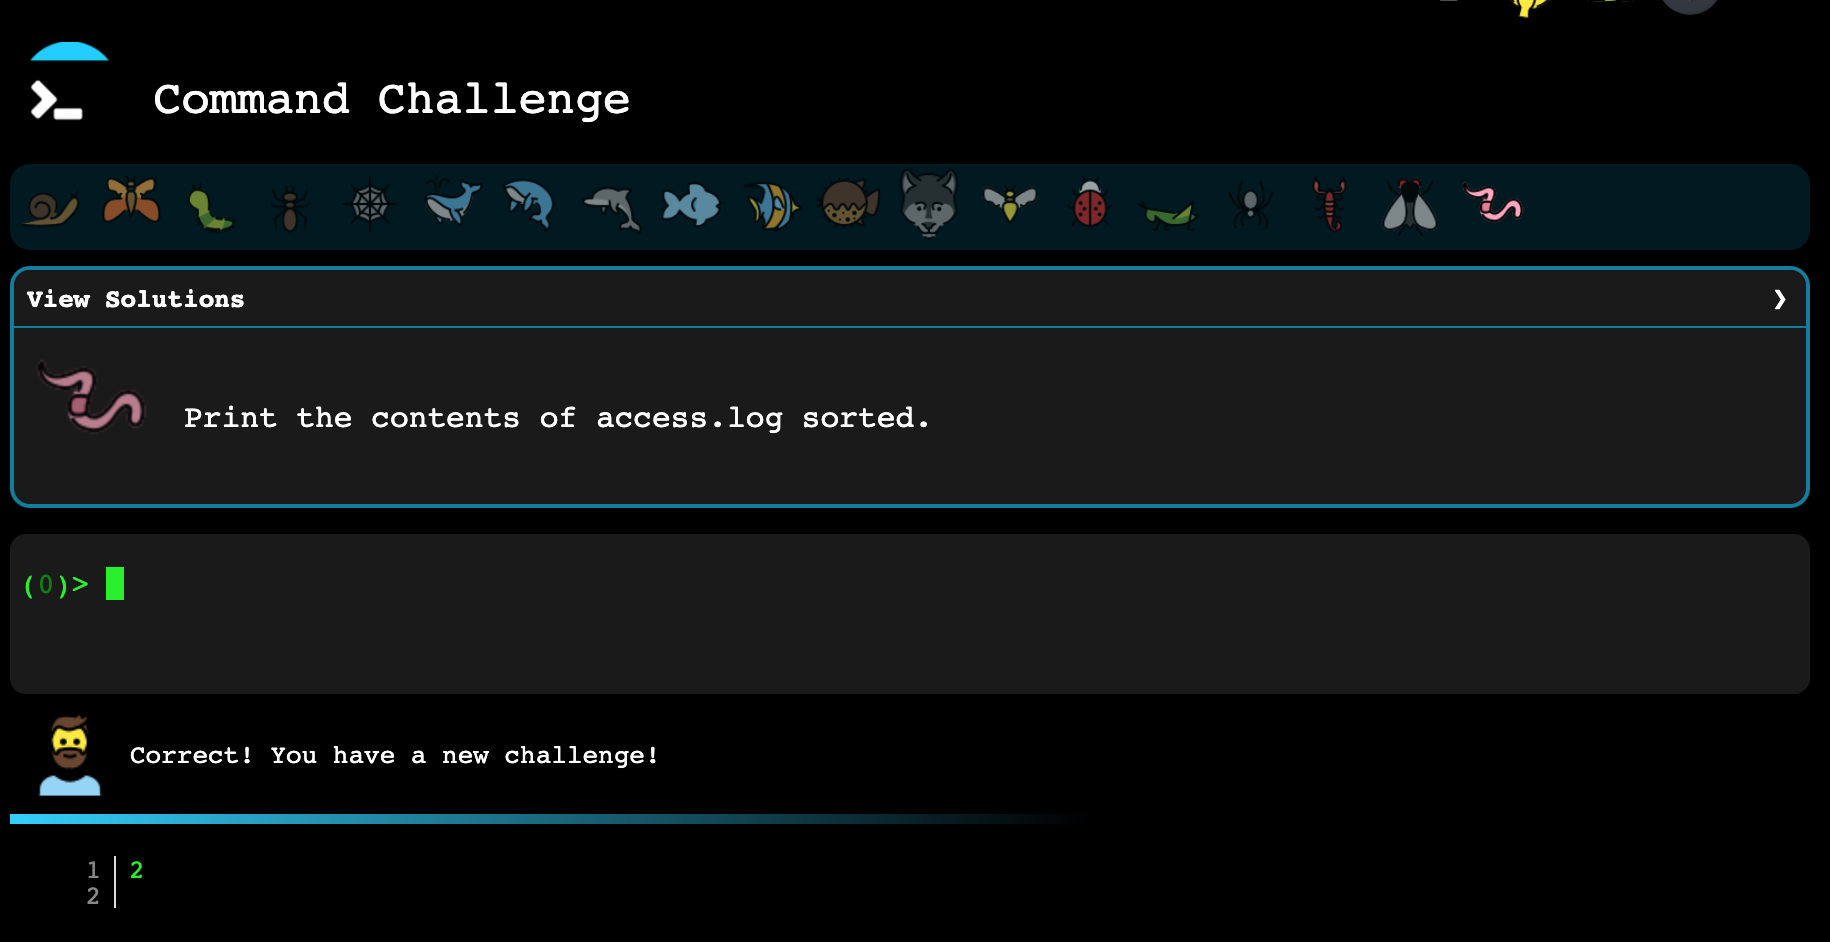 Command Challenge
View Solutions
Print the contents of access.log sorted.
(0)>
Correct! You have a new challenge!
1 2
2